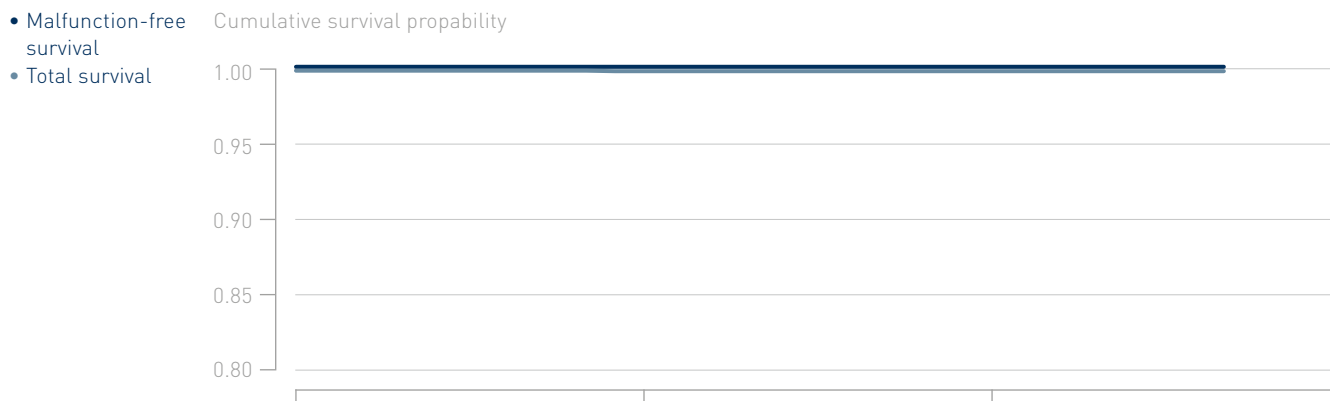 • Malfunction-free survival
• Total survival
Cumulative survival propability
1.00
0.95
0.90
0.85
0.80